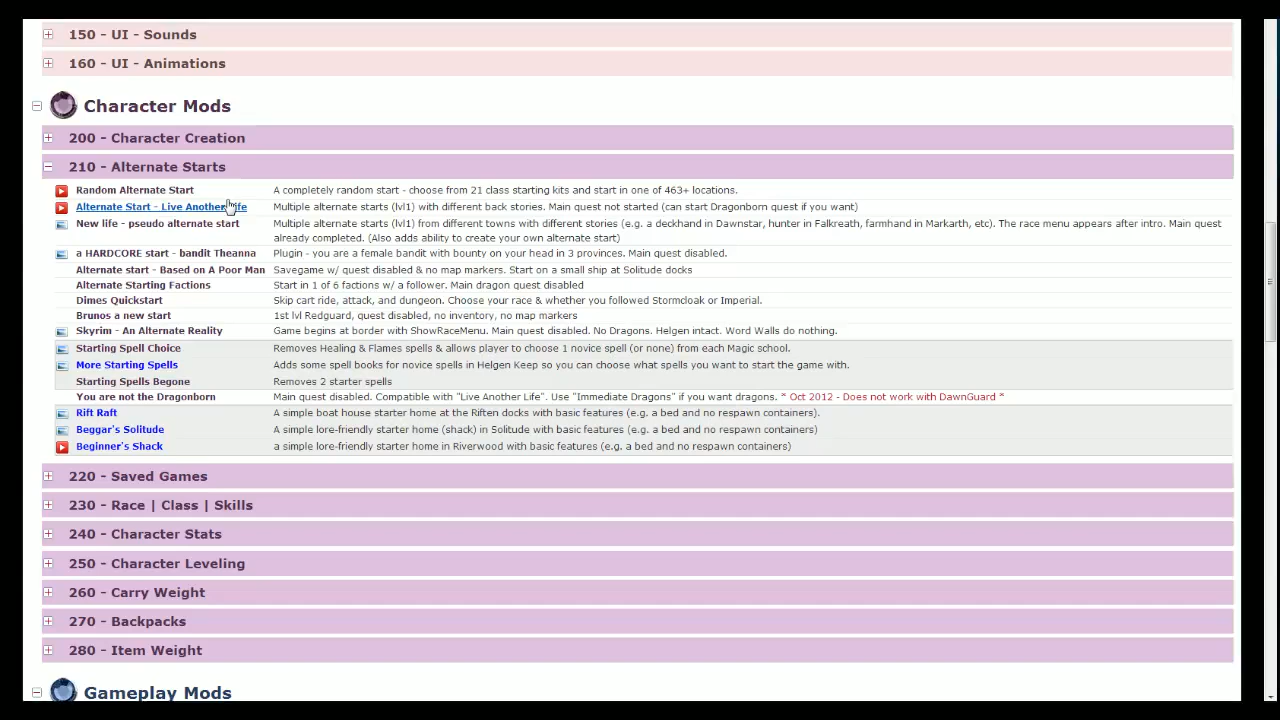 150 - UI - Sounds
160 - UI - Animations
Character Mods
200 - Character Creation
210 - Alternate Starts
Random Alternate Start A completely random start - choose from 21 class starting kits and start in one of 463+ locations.
Alternate Start - Live Another Life Multiple alternate starts (lvl1) with different back stories. Main quest not started (can start Dragonborn quest if you want)
New life - pseudo alternate start Multiple alternate starts (lvl1) from different towns with different stories (e.g. a deckhand in Dawnstar, hunter in Falkreath, farmhand in Markarth, etc). The race menu appears after intro. Main quest
already completed. (Also adds ability to create your own alternate start)
a HARDCORE start - bandit Theanna Plugin - you are a female bandit with bounty on your head in 3 provinces. Main quest disabled.
Alternate start - Based on A Poor Man Savegame w/ quest disabled & no map markers. Start on a small ship at Solitude docks
Alternate Starting Factions Start in 1 of 6 factions w/ a follower. Main dragon quest disabled
Dimes Quickstart Skip cart ride, attack, and dungeon. Choose your race & whether you followed Stormcloak or Imperial.
Brunos a new start 1st lvl Redguard, quest disabled, no inventory, no map markers
Skyrim - An Alternate Reality Game begins at border with ShowRaceMenu. Main quest disabled. No Dragons. Helgen intact. Word Walls do nothing.
Starting Spell Choice Removes Healing & Flames spells & allows player to choose 1 novice spell (or none) from each Magic school.
More Starting Spells Adds some spell books for novice spells in Helgen Keep so you can choose what spells you want to start the game with.
Starting Spells Begone Removes 2 starter spells
You are not the Dragonborn Main quest disabled. Compatible with "Live Another Life". Use "Immediate Dragons" if you want dragons. * Oct 2012 - Does not work with DawnGuard *
Rift Raft A simple boat house starter home at the Riften docks with basic features (e.g. a bed and no respawn containers).
Beggar's Solitude A simple lore-friendly starter home (shack) in Solitude with basic features (e.g. a bed and no respawn containers)
Beginner's Shack a simple lore-friendly starter home in Riverwood with basic features (e.g. a bed and no respawn containers)
220 - Saved Games
230 - Race | Class | Skills
240 - Character Stats
250 - Character Leveling
260 - Carry Weight
270 - Backpacks
280 - Item Weight
Gameplay Mods